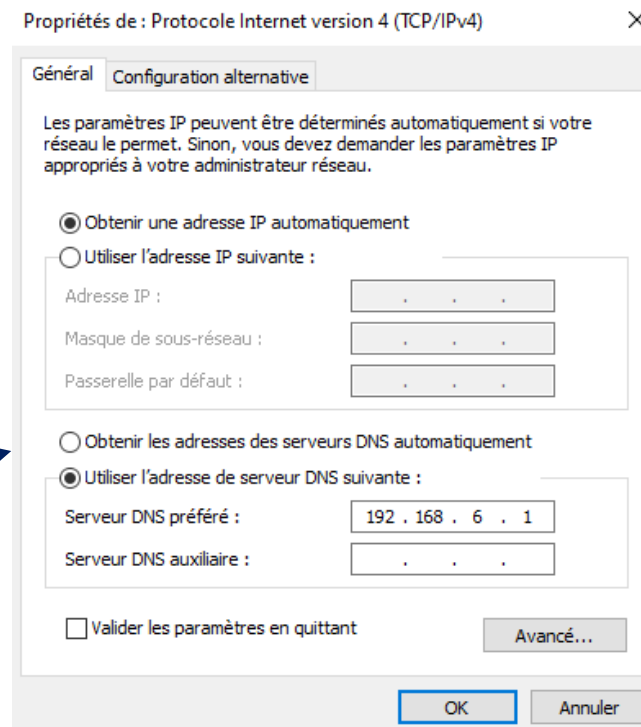 Propriétés de : Protocole Internet version 4 (TCP/IPv4)
Général Configuration alternative
Les paramètres IP peuvent être déterminés automatiquement si votre
réseau le permet. Sinon, vous devez demander les paramètres IP
appropriés à votre administrateur réseau.
Obtenir une adresse IP automatiquement
Utiliser l'adresse IP suivante :
Adresse IP : . . .
Masque de sous-réseau : . . .
Passerelle par défaut : . . .
Obtenir les adresses des serveurs DNS automatiquement
Utiliser l'adresse de serveur DNS suivante :
Serveur DNS préféré : 192 . 168 . 6 . 1
Serveur DNS auxiliaire : . . .
Valider les paramètres en quittant
Avancé...
OK Annuler